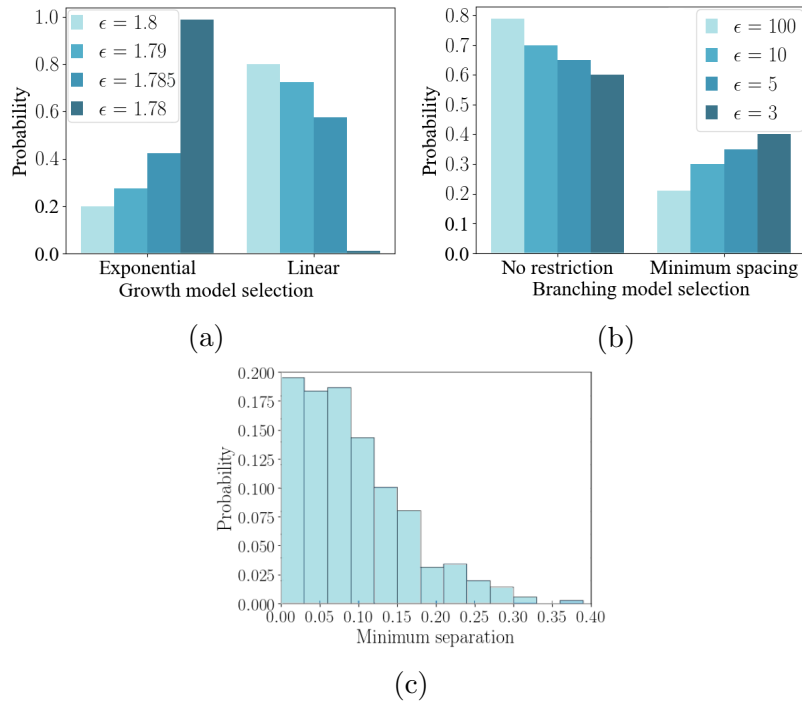 1.0
0.8
0.6
0.4
0.2
0.0
Probability
ϵ = 1.8
ϵ = 1.79
ϵ = 1.785
ϵ = 1.78
Exponential Linear
Growth model selection
(a)
0.8
0.7
0.6
0.5
0.4
0.3
0.2
0.1
0.0
Probability
ϵ = 100
ϵ = 10
ϵ = 5
ϵ = 3
No restriction Minimum spacing
Branching model selection
(b)
0.200
0.175
0.150
0.125
0.100
0.075
0.050
0.025
0.000
Probability
0.00 0.05 0.10 0.15 0.20 0.25 0.30 0.35 0.40
Minimum separation
(c)